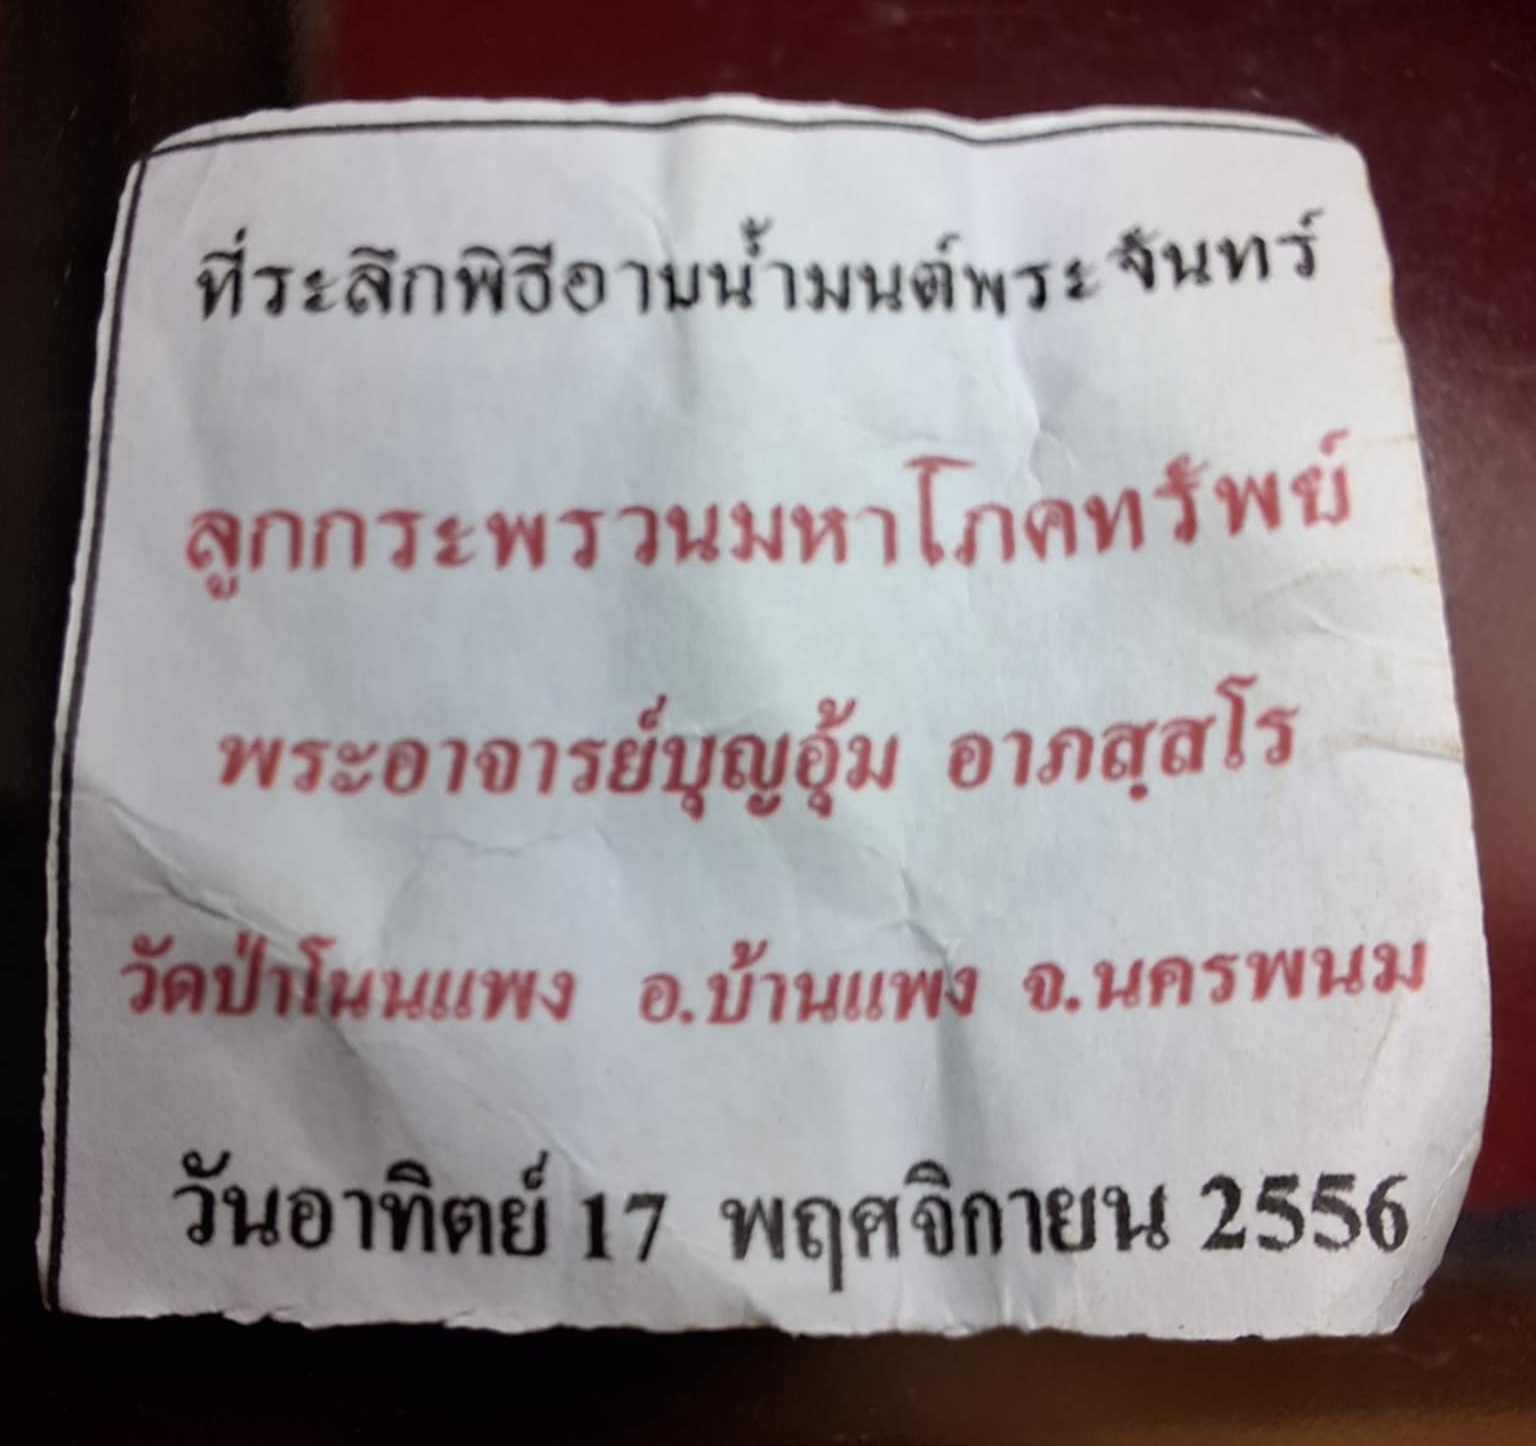 ที่ระลึกพิธีอาบน้ำมนต์พระจันทร์
ลูกกระพรวนมหาโภคทรัพย์
พระอาจารย์บุญอุ้ม อาภสฺสโร
วัดป่าโนนแพง อ.บ้านแพง จ.นครพนม
วันอาทิตย์ 17 พฤศจิกายน 2556